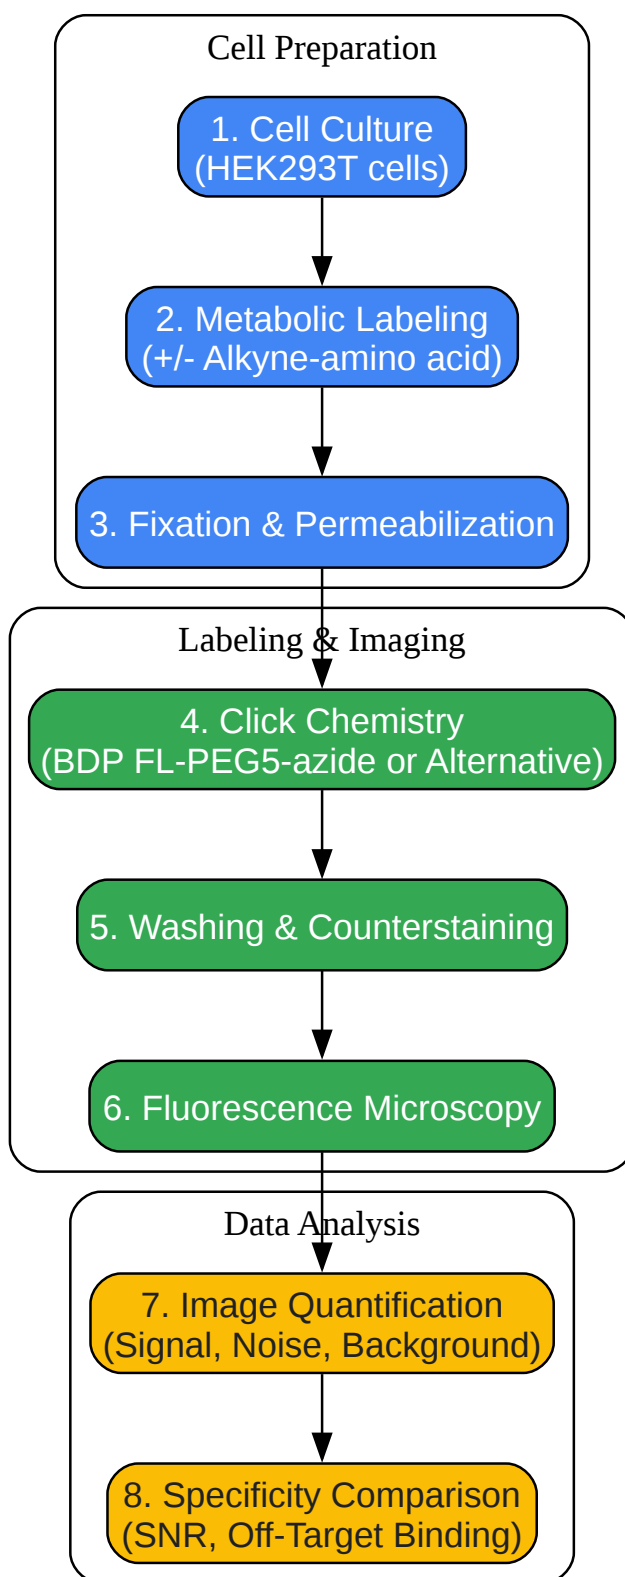 Cell Preparation
1. Cell Culture
(HEK293T cells)
2. Metabolic Labeling
(+/- Alkyne-amino acid)
3. Fixation & Permeabilization
Labeling & Imaging
4. Click Chemistry
(BDP FL-PEG5-azide or Alternative)
5. Washing & Counterstaining
6. Fluorescence Microscopy
Data Analysis
7. Image Quantification
(Signal, Noise, Background)
8. Specificity Comparison
(SNR, Off-Target Binding)